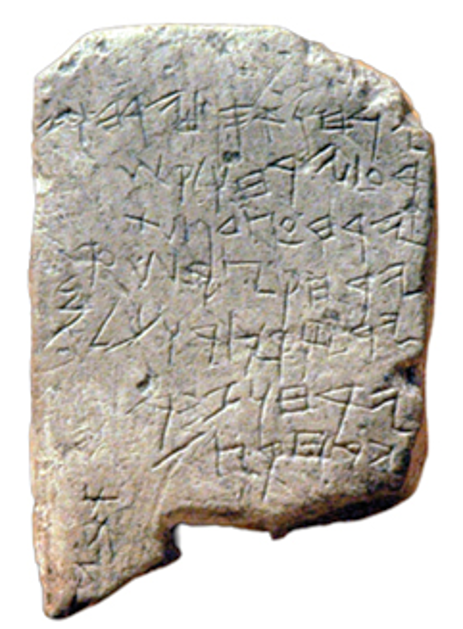 𐤉𐤓𐤇𐤅 𐤀𐤎𐤐 𐤉𐤓𐤇𐤅 𐤆
𐤓𐤏 𐤉𐤓𐤇𐤅 𐤋𐤒𐤔
𐤉𐤓𐤇 𐤏𐤑𐤃 𐤐𐤔𐤕
𐤉𐤓𐤇 𐤒𐤑𐤓 𐤔𐤏𐤓𐤌
𐤉𐤓𐤇 𐤒𐤑𐤓 𐤅𐤊𐤋
𐤉𐤓𐤇𐤅 𐤆𐤌𐤓
𐤉𐤓𐤇 𐤒𐤑
𐤀𐤁𐤉